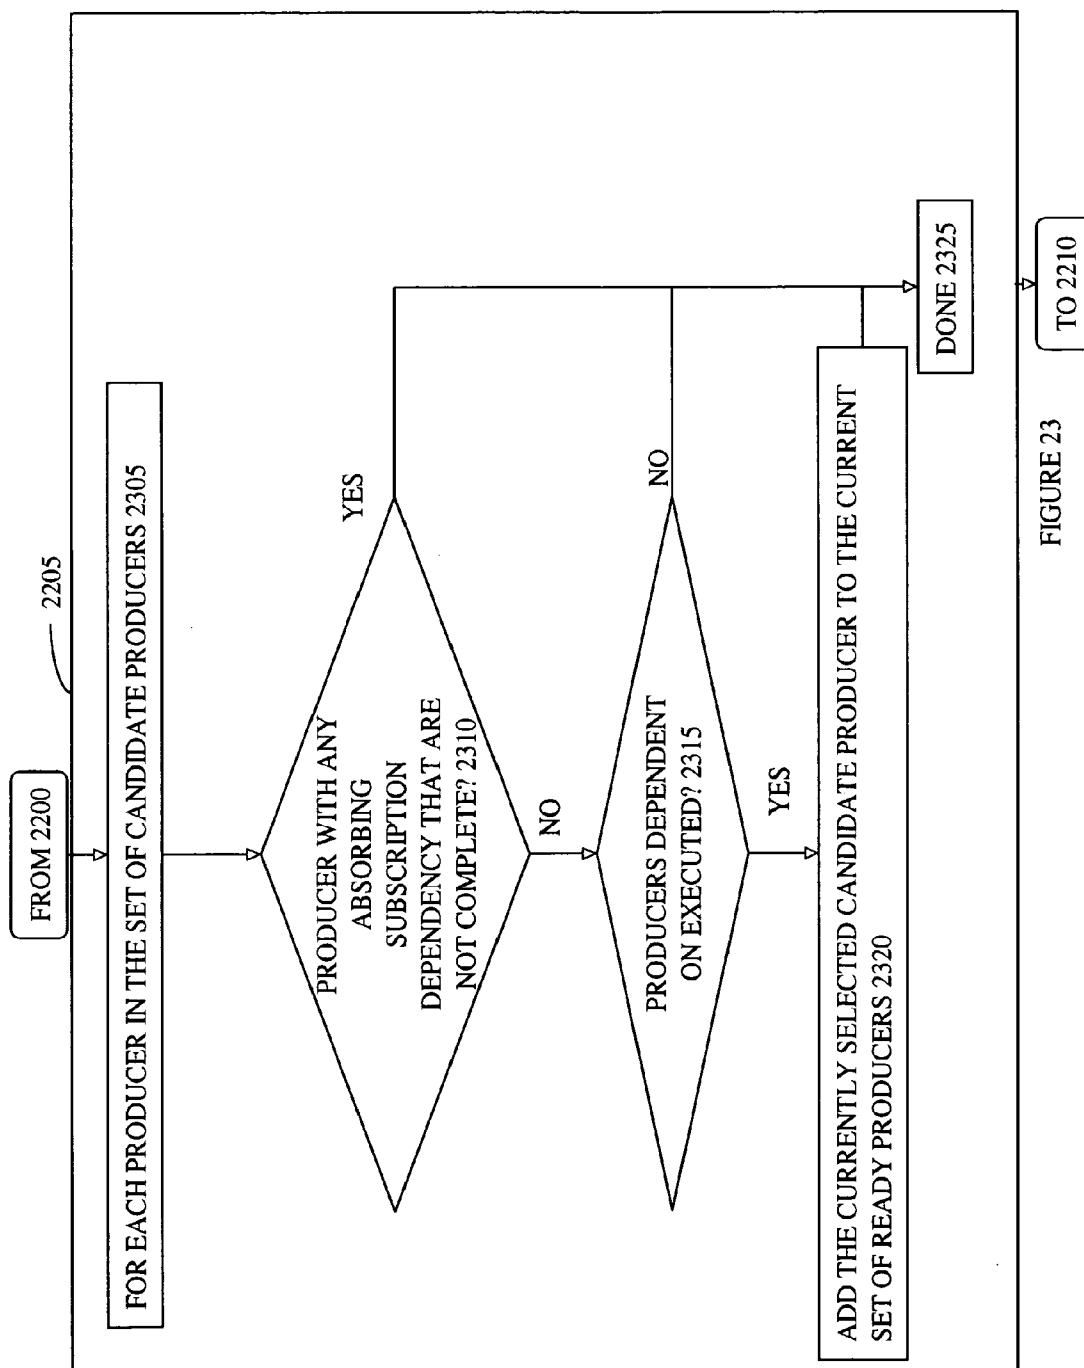 FROM 2200
2205
FOR EACH PRODUCER IN THE SET OF CANDIDATE PRODUCERS 2305
PRODUCER WITH ANY
ABSORBING
SUBSCRIPTION
DEPENDENCY THAT ARE
NOT COMPLETE? 2310
YES
NO
PRODUCERS DEPENDENT
ON EXECUTED? 2315
NO
YES
ADD THE CURRENTLY SELECTED CANDIDATE PRODUCER TO THE CURRENT
SET OF READY PRODUCERS 2320
DONE 2325
TO 2210
FIGURE 23